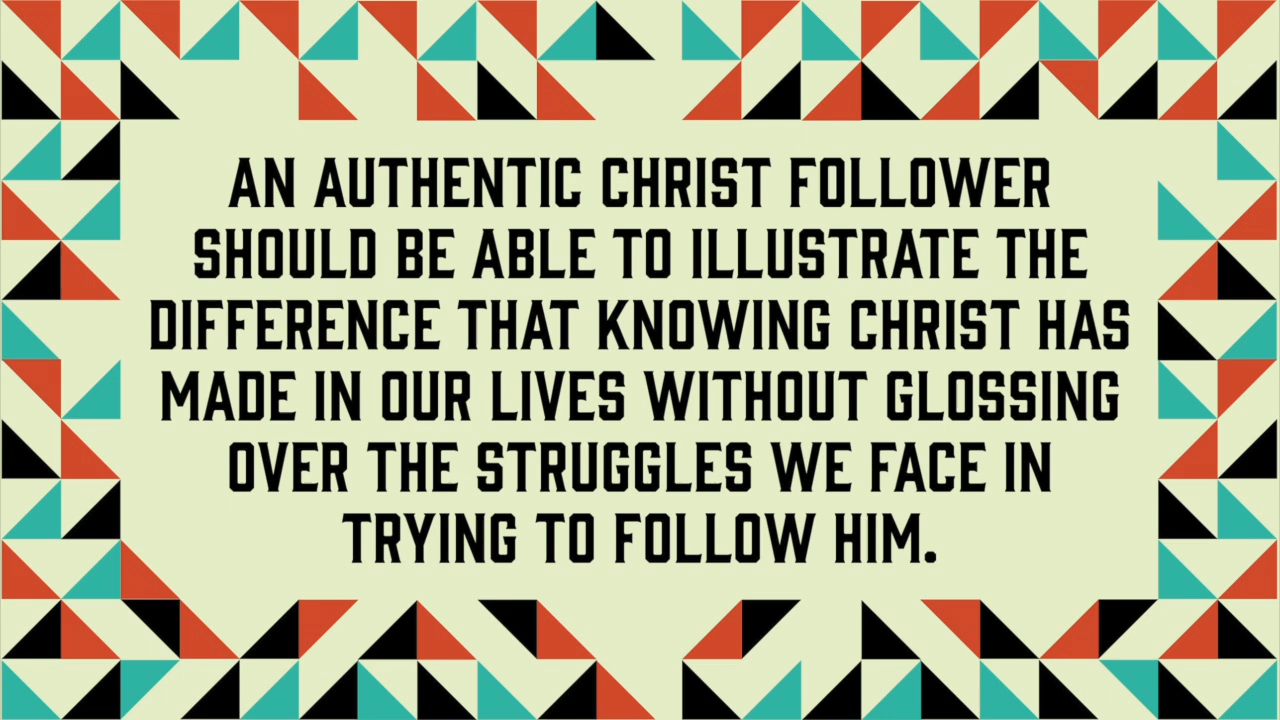 AN AUTHENTIC CHRIST FOLLOWER
SHOULD BE ABLE TO ILLUSTRATE THE
DIFFERENCE THAT KNOWING CHRIST HAS
MADE IN OUR LIVES WITHOUT GLOSSING
OVER THE STRUGGLES WE FACE IN
TRYING TO FOLLOW HIM.